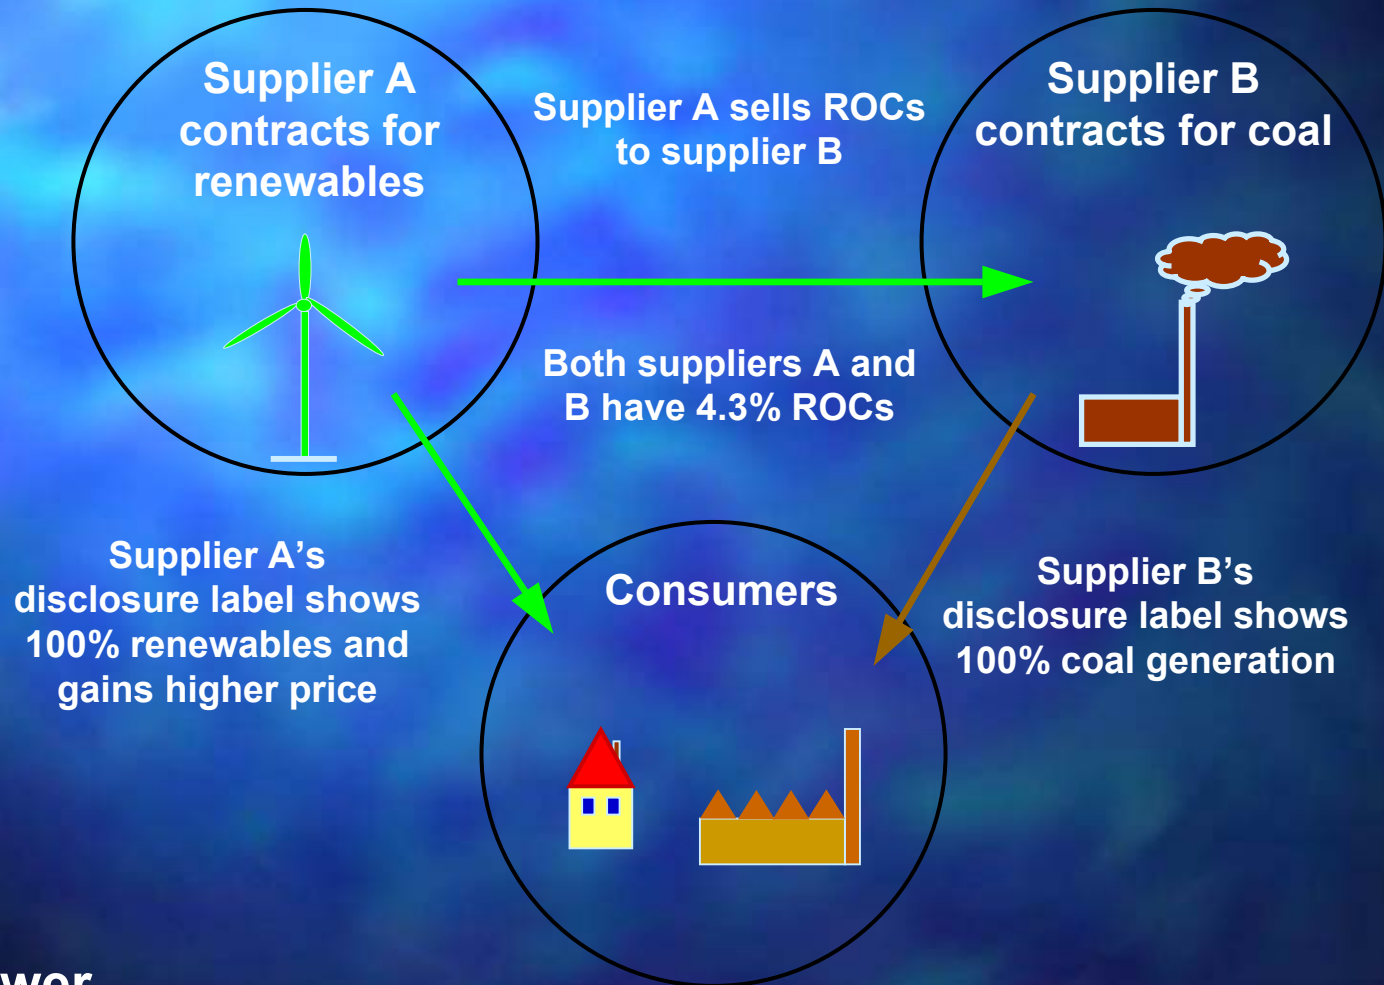 Supplier A
contracts for
renewables
Supplier A sells ROCs
to supplier B
Supplier B
contracts for coal
Both suppliers A and
B have 4.3% ROCs
Supplier A’s
disclosure label shows
100% renewables and
gains higher price
Consumers
Supplier B’s
disclosure label shows
100% coal generation